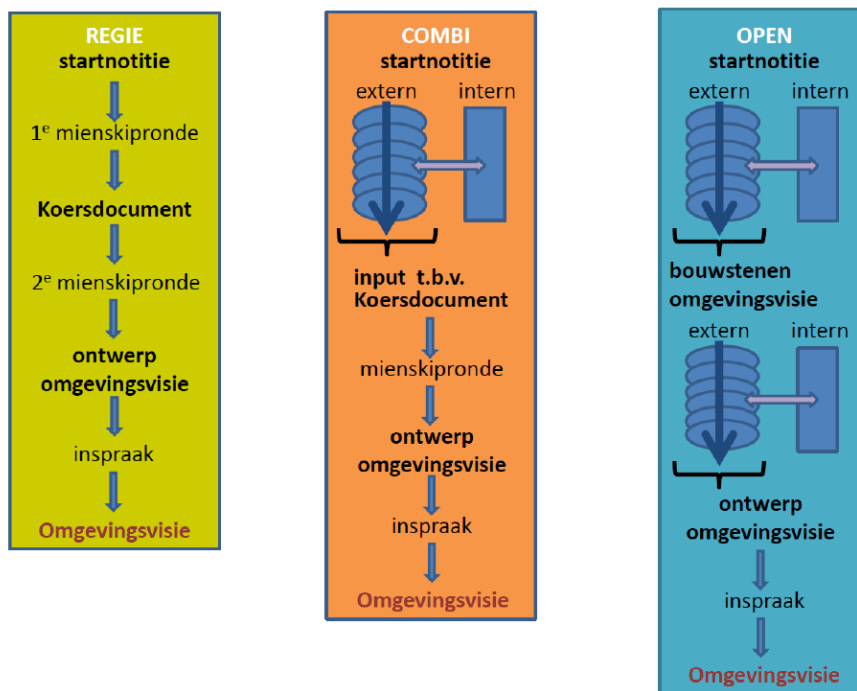 REGIE
startnotitie
1e mienskipronde
Koersdocument
2e mienskipronde
ontwerp
omgevingsvisie
inspraak
Omgevingsvisie
COMBI
startnotitie
extern intern
input t.b.v.
Koersdocument
mienskipronde
ontwerp
omgevingsvisie
inspraak
Omgevingsvisie
OPEN
startnotitie
extern intern
bouwstenen
omgevingsvisie
extern intern
ontwerp
omgevingsvisie
inspraak
Omgevingsvisie